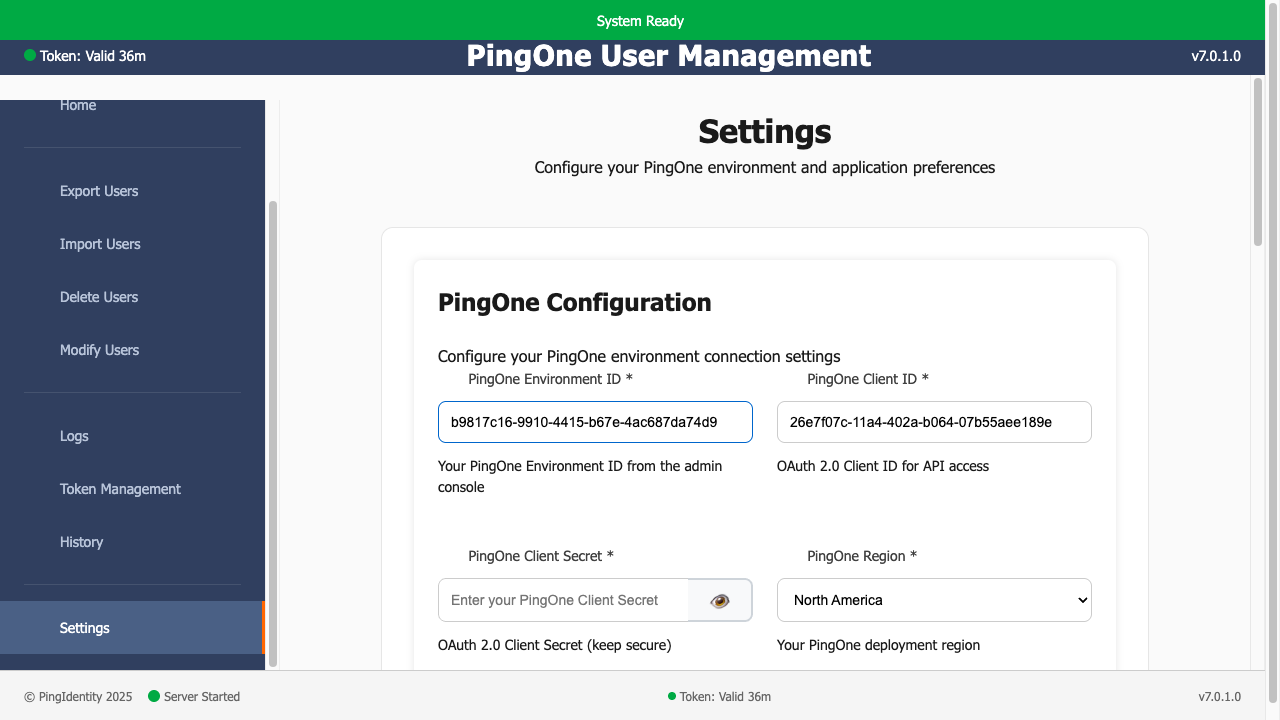 System Ready
Token: Valid 36m
PingOne User Management
v7.0.1.0
Home
Export Users
Import Users
Delete Users
Modify Users
Logs
Token Management
History
Settings
Settings
Configure your PingOne environment and application preferences
PingOne Configuration
Configure your PingOne environment connection settings
PingOne Environment ID *
b9817c16-9910-4415-b67e-4ac687da74d9
Your PingOne Environment ID from the admin
console
PingOne Client ID *
26e7f07c-11a4-402a-b064-07b55aee189e
OAuth 2.0 Client ID for API access
PingOne Client Secret *
Enter your PingOne Client Secret
OAuth 2.0 Client Secret (keep secure)
PingOne Region *
North America
Your PingOne deployment region
© PingIdentity 2025
Server Started
Token: Valid 36m
v7.0.1.0